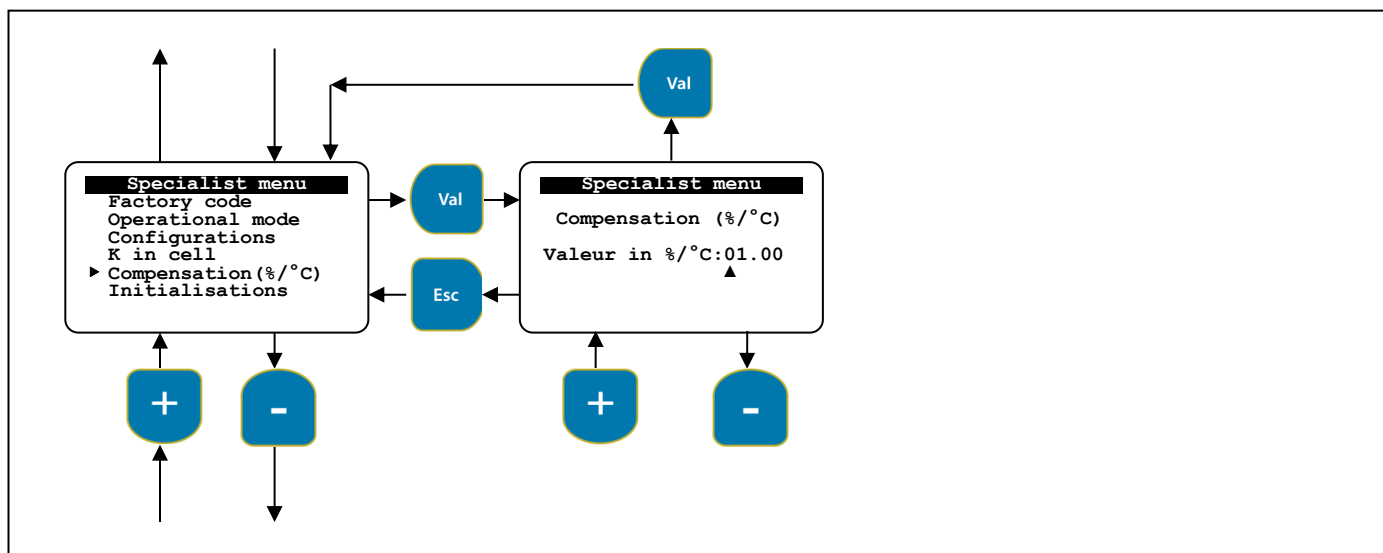 Val
Specialist menu
Factory code
Operational mode
Configurations
K in cell
Compensation(%/°C)
Initialisations
Val
Esc
Specialist menu
Compensation (%/°C)
Valeur in %/°C:01.00
+
-
+
-